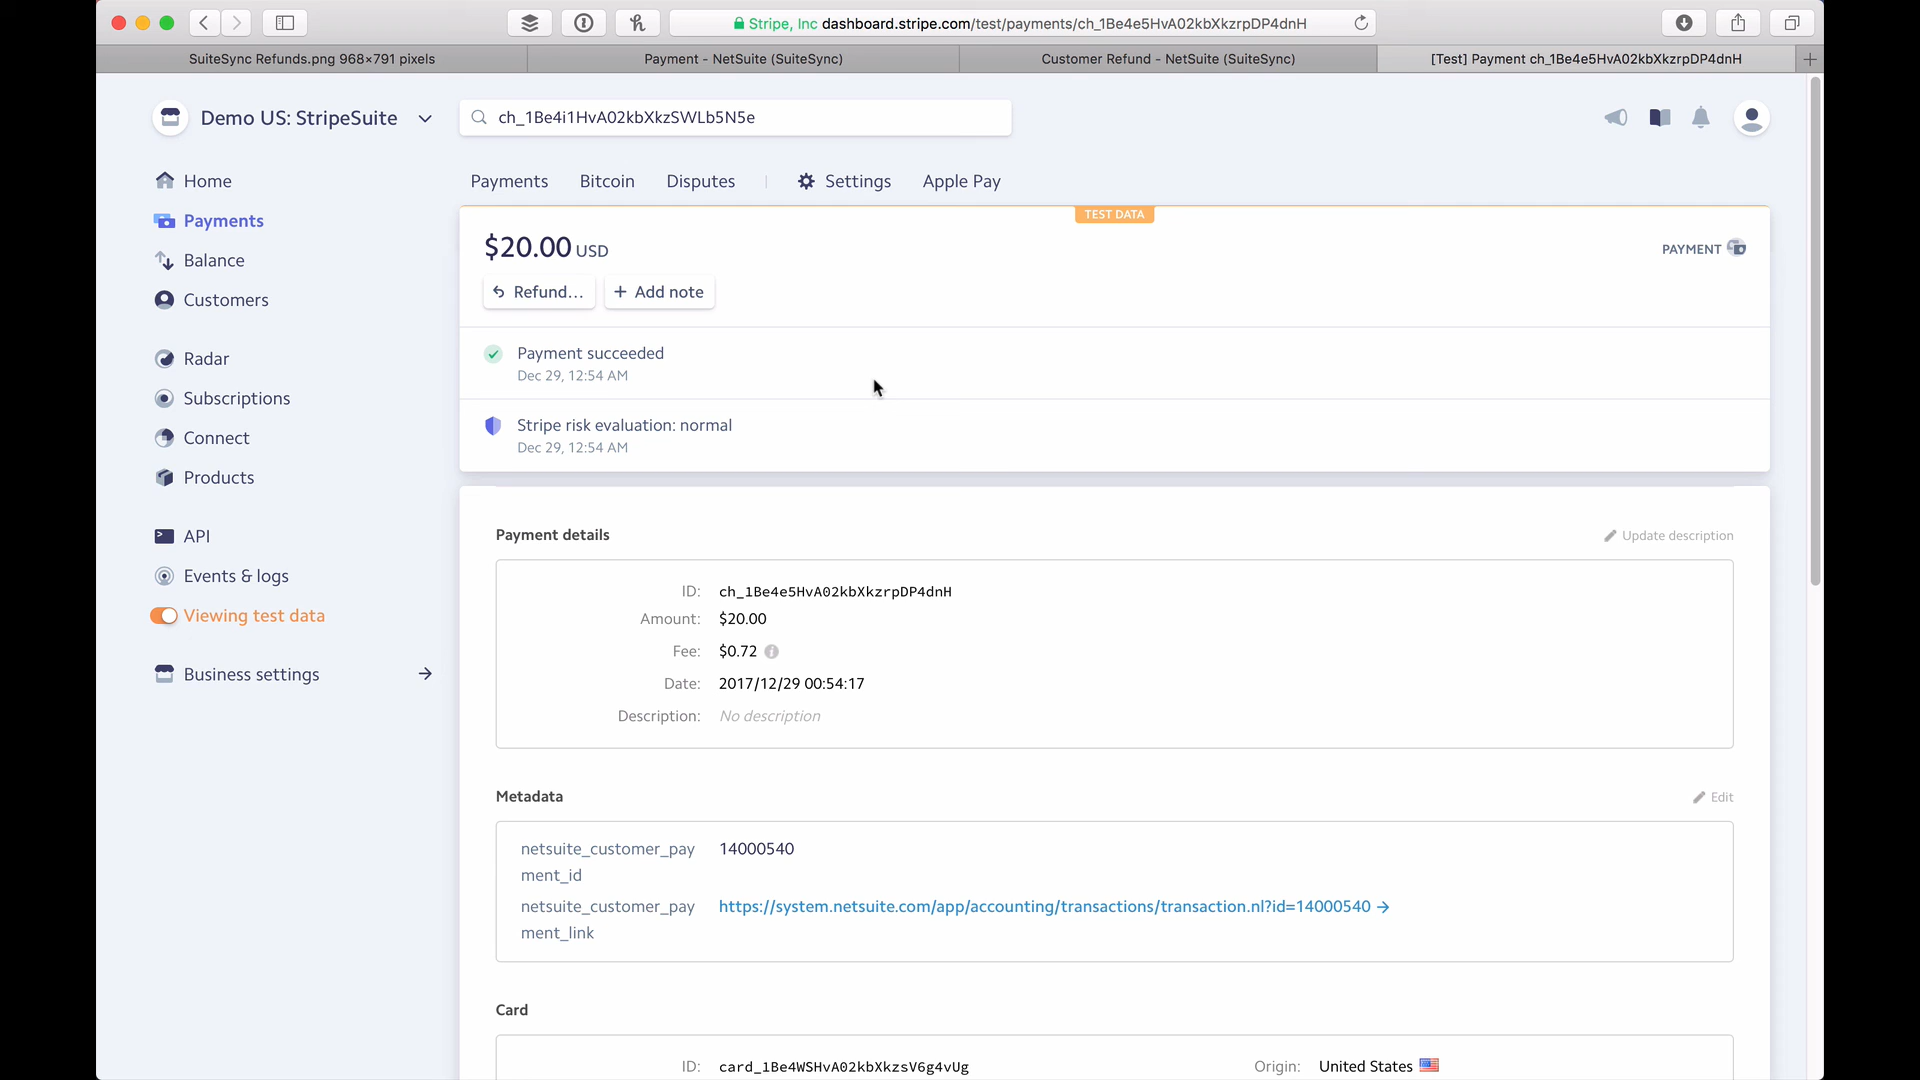 Stripe, Inc dashboard.stripe.com/test/payments/ch_1Be4e5HvA02kbXkzrpDP4dnH
SuiteSync Refunds.png 968×791 pixels
Payment - NetSuite (SuiteSync)
Customer Refund - NetSuite (SuiteSync)
[Test] Payment ch_1Be4e5HvA02kbXkzrpDP4dnH
Demo US: StripeSuite
ch_1Be4i1HvA02kbXkzSWLb5N5e
Home
Payments
Balance
Customers
Radar
Subscriptions
Connect
Products
API
Events & logs
Viewing test data
Business settings
Payments
Bitcoin
Disputes
Settings
Apple Pay
TEST DATA
$20.00 USD
PAYMENT
Refund...
+ Add note
Payment succeeded
Dec 29, 12:54 AM
Stripe risk evaluation: normal
Dec 29, 12:54 AM
Payment details
Update description
ID: ch_1Be4e5HvA02kbXkzrpDP4dnH
Amount: $20.00
Fee: $0.72
Date: 2017/12/29 00:54:17
Description: No description
Metadata
Edit
netsuite_customer_pay 14000540
ment_id
netsuite_customer_pay https://system.netsuite.com/app/accounting/transactions/transaction.nl?id=14000540 →
ment_link
Card
ID: card_1Be4WSHvA02kbXkzsV6g4vUg
Origin: United States